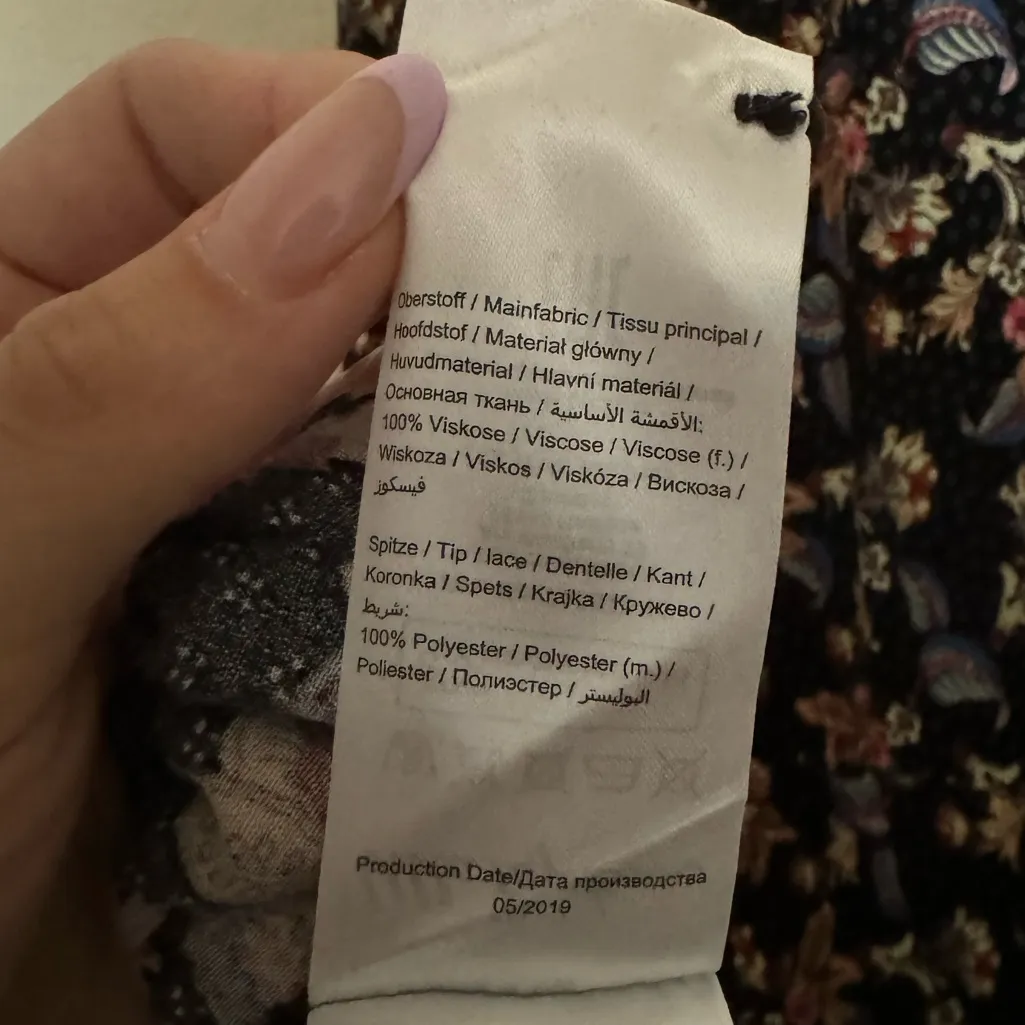 Oberstoff / Mainfabric / Tissu principal /
Hoofdstof / Materiał główny /
Huvudmaterial / Hlavní materiál /
Основная ткань / الأقمشة الأساسية:
100% Viskose / Viscose / Viscose (f.) /
Wiskoza / Viskos / Viskóza / Вискоза /
فيسكوز
Spitze / Tip / lace / Dentelle / Kant /
Koronka / Spets / Krajka / Кружево /
شريط:
100% Polyester / Polyester (m.) /
Poliester / Полиэстер / البوليستر
Production Date/Дата производства
05/2019